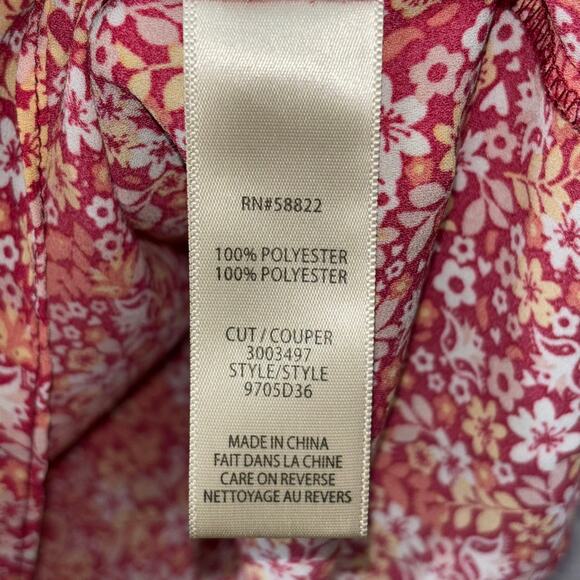 RN#58822
100% POLYESTER
100% POLYESTER
CUT / COUPER
3003497
STYLE/STYLE
9705D36
MADE IN CHINA
FAIT DANS LA CHINE
CARE ON REVERSE
NETTOYAGE AU REVERS